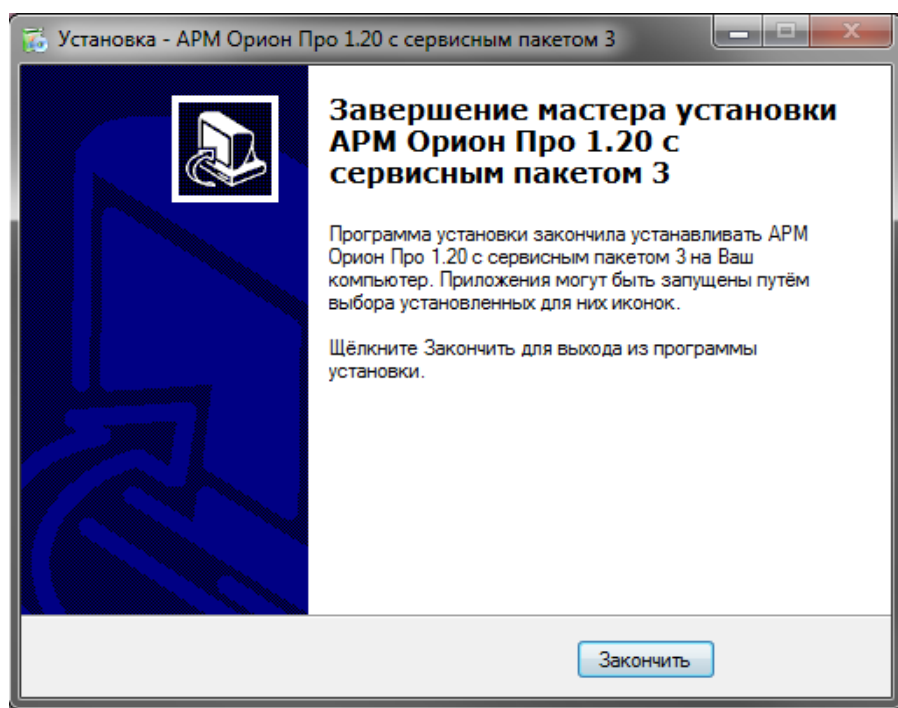 Установка - АРМ Орион Про 1.20 с сервисным пакетом 3
Завершение мастера установки
АРМ Орион Про 1.20 с
сервисным пакетом 3
Программа установки закончила устанавливать АРМ
Орион Про 1.20 с сервисным пакетом 3 на Ваш
компьютер. Приложения могут быть запущены путём
выбора установленных для них иконок.
Щёлкните Закончить для выхода из программы
установки.
Закончить